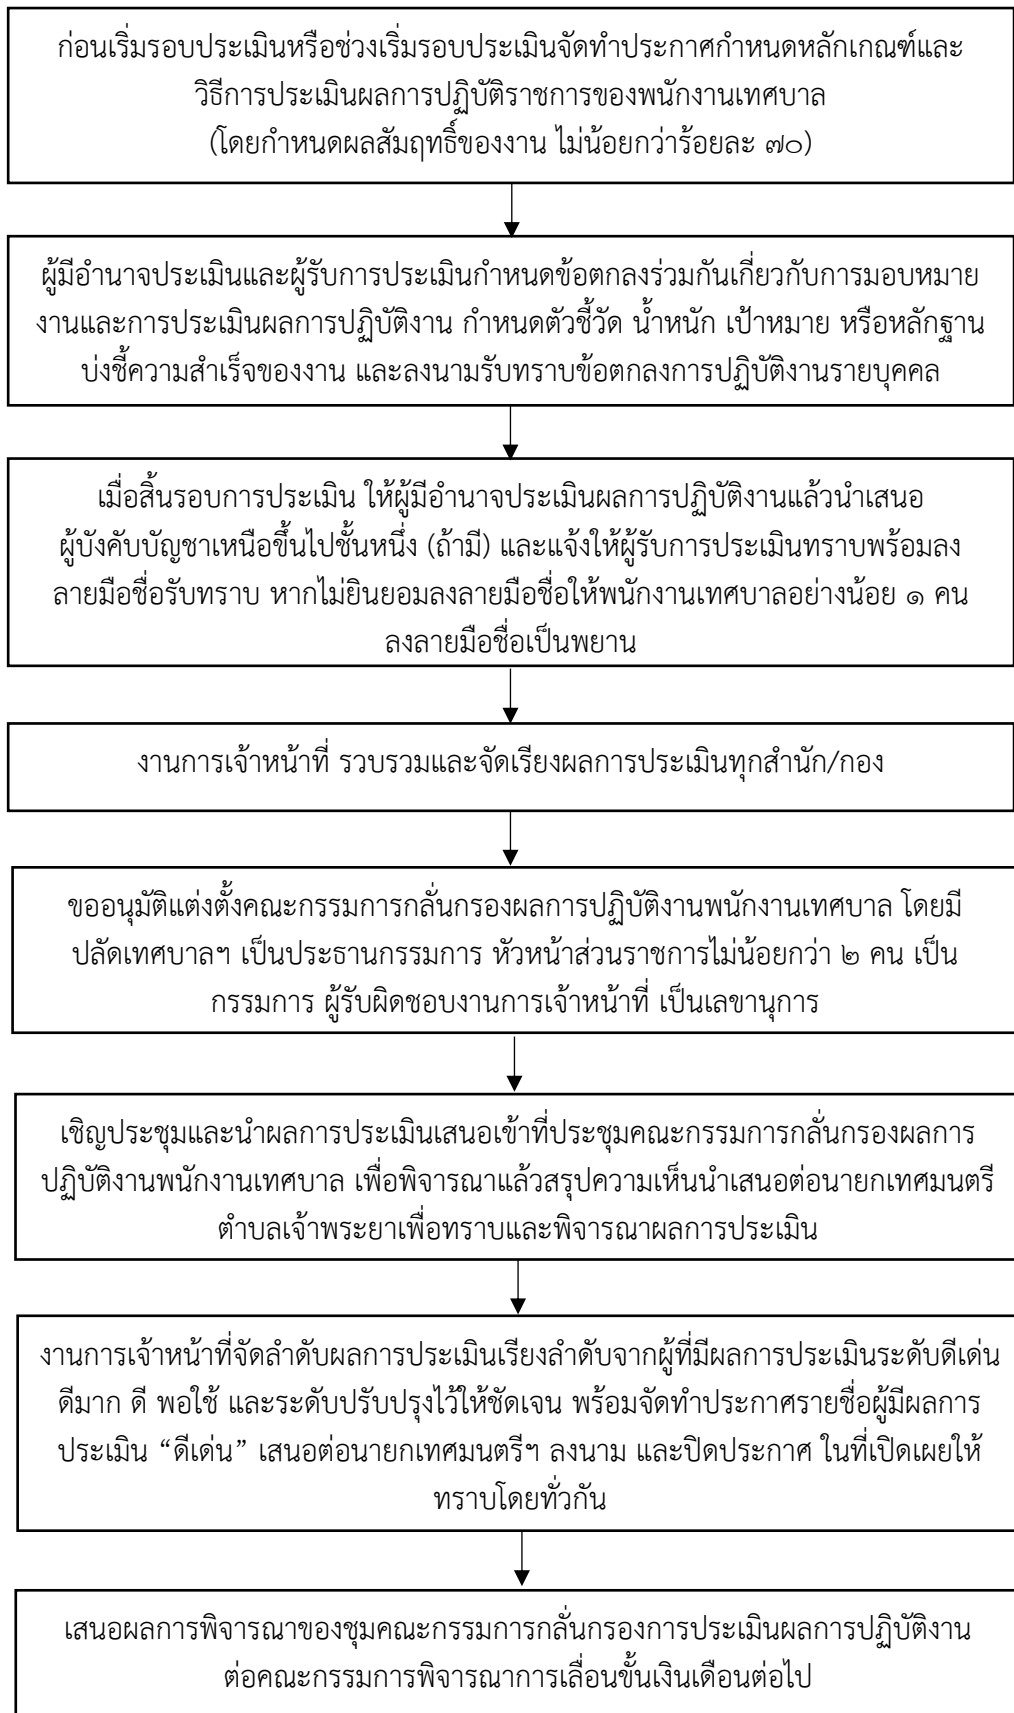 ก่อนเริ่มรอบประเมินหรือช่วงเริ่มรอบประเมินจัดทำประกาศกำหนดหลักเกณฑ์และ
วิธีการประเมินผลการปฏิบัติราชการของพนักงานเทศบาล
(โดยกำหนดผลสัมฤทธิ์ของงาน ไม่น้อยกว่าร้อยละ ๗๐)
ผู้มีอำนาจประเมินและผู้รับการประเมินกำหนดข้อตกลงร่วมกันเกี่ยวกับการมอบหมาย
งานและการประเมินผลการปฏิบัติงาน กำหนดตัวชี้วัด น้ำหนัก เป้าหมาย หรือหลักฐาน
บ่งชี้ความสำเร็จของงาน และลงนามรับทราบข้อตกลงการปฏิบัติงานรายบุคคล
เมื่อสิ้นรอบการประเมิน ให้ผู้มีอำนาจประเมินผลการปฏิบัติงานแล้วนำเสนอ
ผู้บังคับบัญชาเหนือขึ้นไปชั้นหนึ่ง (ถ้ามี) และแจ้งให้ผู้รับการประเมินทราบพร้อมลง
ลายมือชื่อรับทราบ หากไม่ยินยอมลงลายมือชื่อให้พนักงานเทศบาลอย่างน้อย ๑ คน
ลงลายมือชื่อเป็นพยาน
งานการเจ้าหน้าที่ รวบรวมและจัดเรียงผลการประเมินทุกสำนัก/กอง
ขออนุมัติแต่งตั้งคณะกรรมการกลั่นกรองผลการปฏิบัติงานพนักงานเทศบาล โดยมี
ปลัดเทศบาลฯ เป็นประธานกรรมการ หัวหน้าส่วนราชการไม่น้อยกว่า ๒ คน เป็น
กรรมการ ผู้รับผิดชอบงานการเจ้าหน้าที่ เป็นเลขานุการ
เชิญประชุมและนำผลการประเมินเสนอเข้าที่ประชุมคณะกรรมการกลั่นกรองผลการ
ปฏิบัติงานพนักงานเทศบาล เพื่อพิจารณาแล้วสรุปความเห็นนำเสนอต่อนายกเทศมนตรี
ตำบลเจ้าพระยาเพื่อทราบและพิจารณาผลการประเมิน
งานการเจ้าหน้าที่จัดลำดับผลการประเมินเรียงลำดับจากผู้ที่มีผลการประเมินระดับดีเด่น
ดีมาก ดี พอใช้ และระดับปรับปรุงไว้ให้ชัดเจน พร้อมจัดทำประกาศรายชื่อผู้มีผลการ
ประเมิน “ดีเด่น” เสนอต่อนายกเทศมนตรีฯ ลงนาม และปิดประกาศ ในที่เปิดเผยให้
ทราบโดยทั่วกัน
เสนอผลการพิจารณาของชุมคณะกรรมการกลั่นกรองการประเมินผลการปฏิบัติงาน
ต่อคณะกรรมการพิจารณาการเลื่อนขั้นเงินเดือนต่อไป